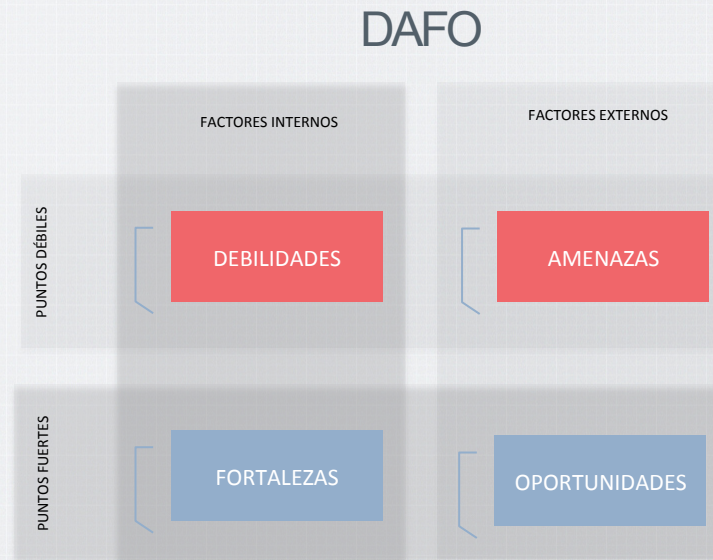 DAFO
FACTORES INTERNOS
FACTORES EXTERNOS
PUNTOS DÉBILES
DEBILIDADES
AMENAZAS
PUNTOS FUERTES
FORTALEZAS
OPORTUNIDADES